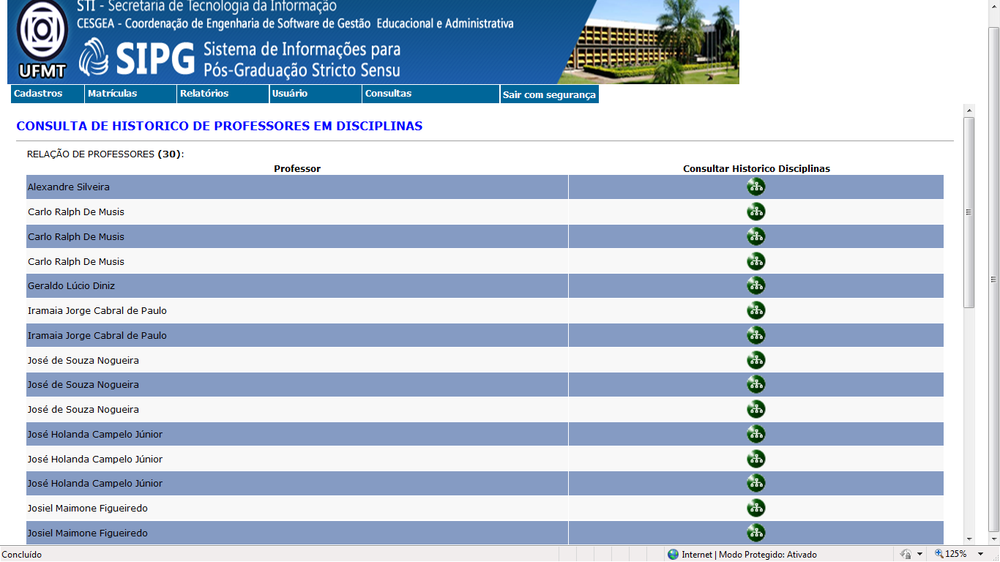 STI - Secretaria de Tecnologia da Informação
CESGEA - Coordenação de Engenharia de Software de Gestão Educacional e Administrativa
UFMT
SIPG
Sistema de Informações para
Pós-Graduação Stricto Sensu
Cadastros
Matrículas
Relatórios
Usuário
Consultas
Sair com segurança
CONSULTA DE HISTORICO DE PROFESSORES EM DISCIPLINAS
RELAÇÃO DE PROFESSORES (30):
Professor
Consultar Historico Disciplinas
Alexandre Silveira
Carlo Ralph De Musis
Carlo Ralph De Musis
Carlo Ralph De Musis
Geraldo Lúcio Diniz
Iramaia Jorge Cabral de Paulo
Iramaia Jorge Cabral de Paulo
José de Souza Nogueira
José de Souza Nogueira
José de Souza Nogueira
José Holanda Campelo Júnior
José Holanda Campelo Júnior
José Holanda Campelo Júnior
Josiel Maimone Figueiredo
Josiel Maimone Figueiredo
Concluído
Internet | Modo Protegido: Ativado
125%